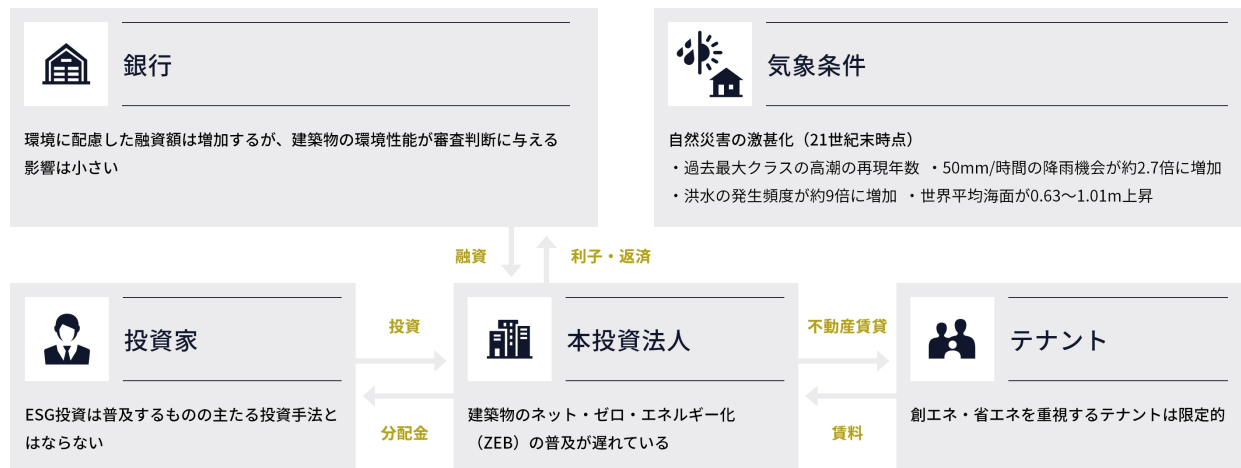 銀行
環境に配慮した融資額は増加するが、建築物の環境性能が審査判断に与える
影響は小さい
気象条件
自然災害の激甚化（21世紀末時点）
・過去最大クラスの高潮の再現年数 ・50mm/時間の降雨機会が約2.7倍に増加
・洪水の発生頻度が約9倍に増加 ・世界平均海面が0.63～1.01m上昇
融資
利子・返済
投資家
ESG投資は普及するものの主たる投資手法と
はならない
投資
分配金
本投資法人
建築物のネット・ゼロ・エネルギー化
（ZEB）の普及が遅れている
不動産賃貸
賃料
テナント
創エネ・省エネを重視するテナントは限定的